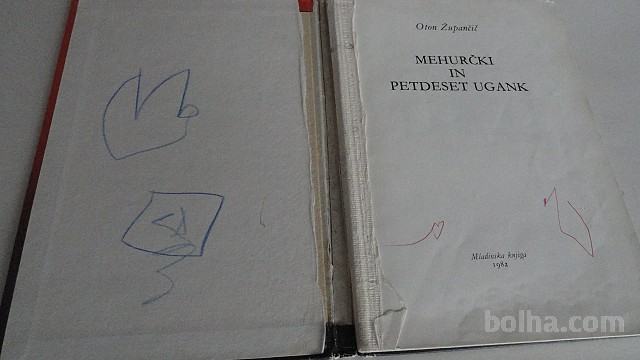 Oton Župančič
MEHURČKI
IN
PETDESET UGANK
Mladinska knjiga
1982
bolha.com